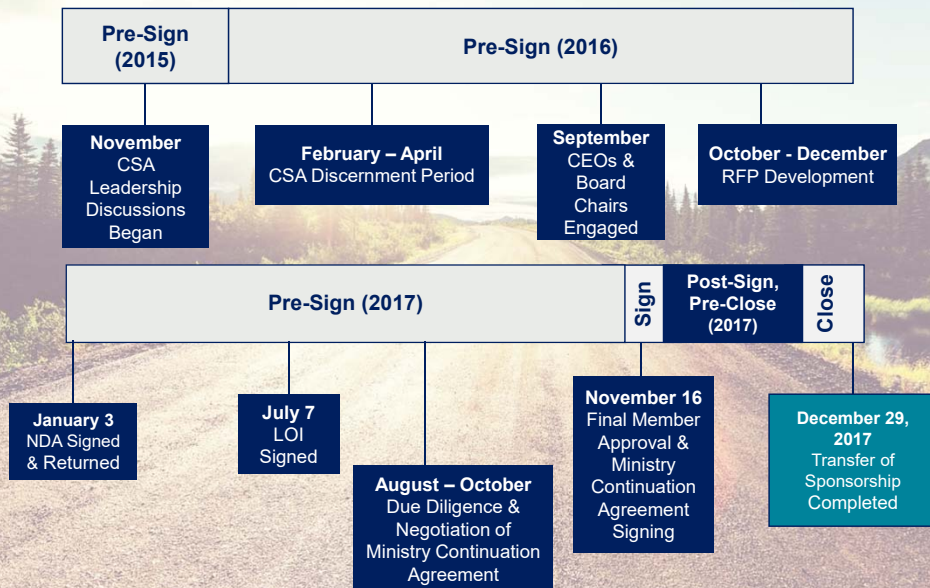 Pre-Sign
(2015)
Pre-Sign (2016)
November
CSA
Leadership
Discussions
Began
February – April
CSA Discernment Period
September
CEOs &
Board
Chairs
Engaged
October - December
RFP Development
Pre-Sign (2017)
Sign
Post-Sign,
Pre-Close
(2017)
Close
January 3
NDA Signed
& Returned
July 7
LOI
Signed
August – October
Due Diligence &
Negotiation of
Ministry Continuation
Agreement
November 16
Final Member
Approval &
Ministry
Continuation
Agreement
Signing
December 29,
2017
Transfer of
Sponsorship
Completed